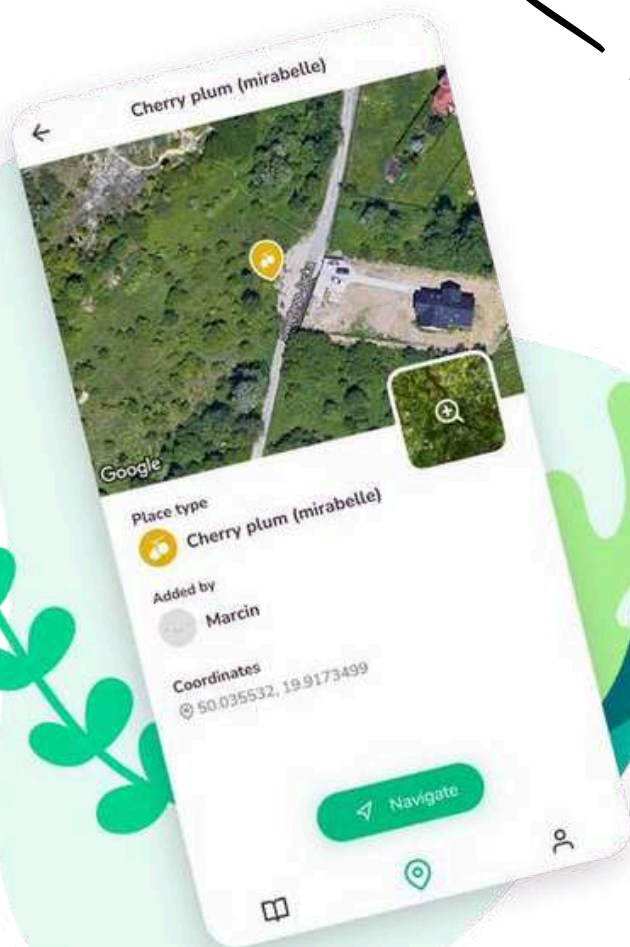 Cherry plum (mirabelle)
Google
Place type
Cherry plum (mirabelle)
Added by
Marcin
Coordinates
50.035532, 19.9173499
Navigate